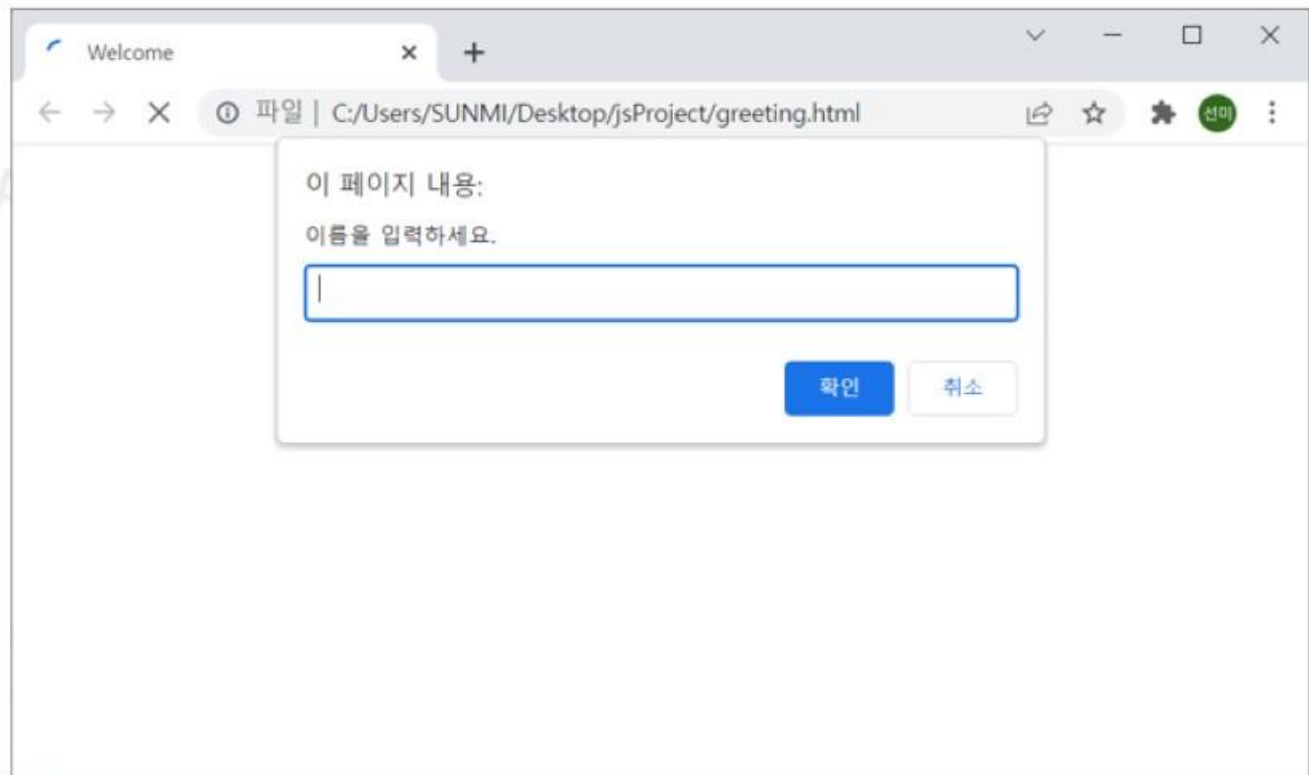 Welcome
파일 | C:/Users/SUNMI/Desktop/jsProject/greeting.html
선미
이 페이지 내용:
이름을 입력하세요.
확인 취소